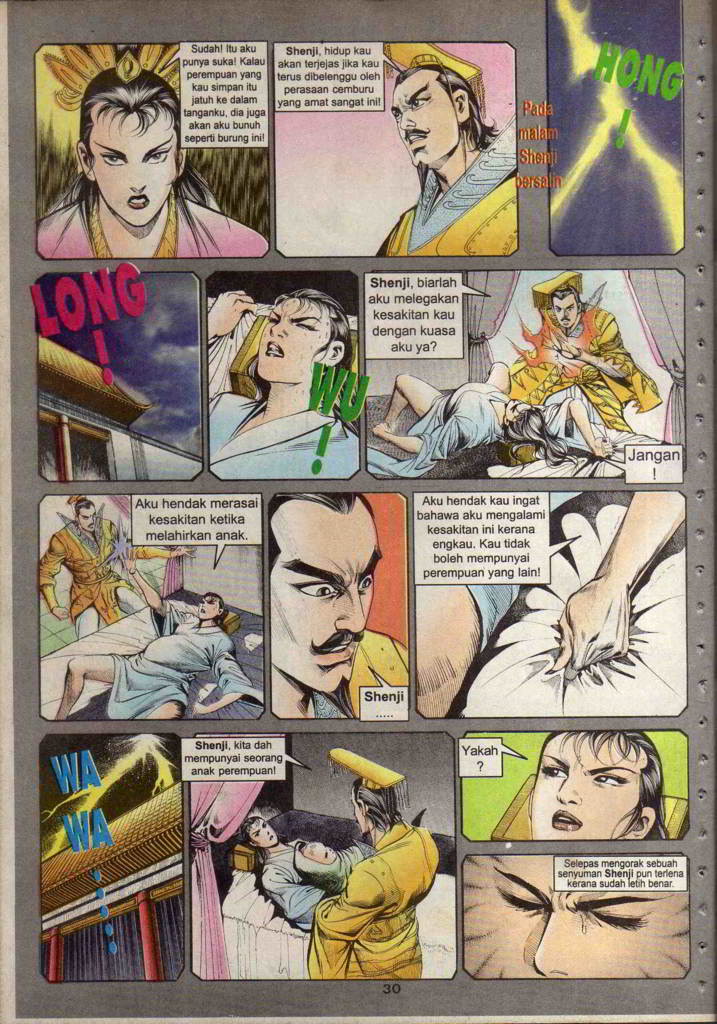 Sudah! Itu aku
punya suka! Kalau
perempuan yang
kau simpan itu
jatuh ke dalam
tanganku, dia juga
akan aku bunuh
seperti burung ini!
Shenji, hidup kau
akan terjejas jika kau
terus dibelenggu oleh
perasaan cemburu
yang amat sangat ini!
Pada
malam
Shenji
bersalin
HONG
!
LONG
!
WU
!
Shenji, biarlah
aku melegakan
kesakitan kau
dengan kuasa
aku ya?
Jangan
!
Aku hendak merasai
kesakitan ketika
melahirkan anak.
Shenji
.....
Aku hendak kau ingat
bahawa aku mengalami
kesakitan ini kerana
engkau. Kau tidak
boleh mempunyai
perempuan yang lain!
WA
WA
.....
Shenji, kita dah
mempunyai seorang
anak perempuan!
Yakah
?
Selepas mengorak sebuah
senyuman Shenji pun terlena
kerana sudah letih benar.
30